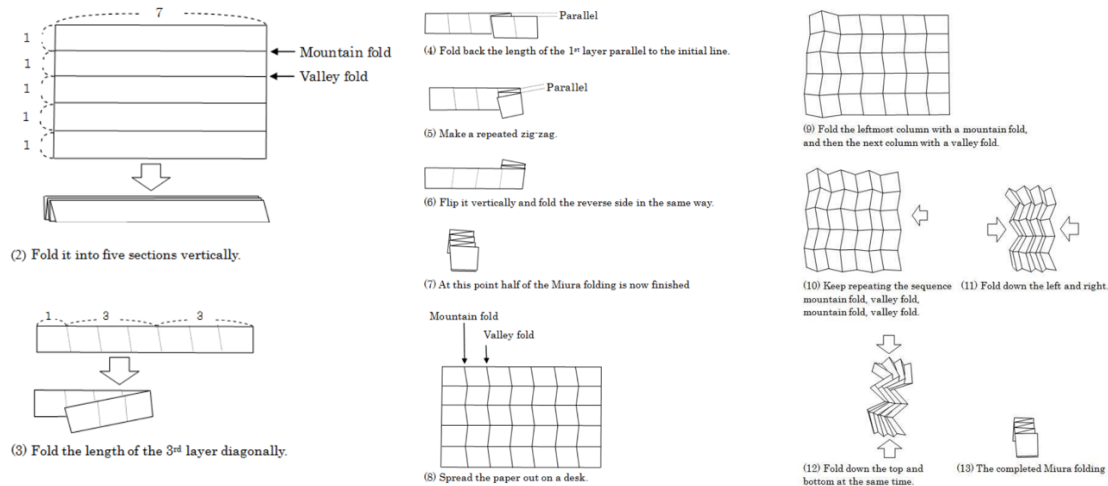 7
1
Mountain fold
1
Valley fold
1
1
1
(2) Fold it into five sections vertically.
1
3
3
(3) Fold the length of the 3rd layer diagonally.
Parallel
(4) Fold back the length of the 1st layer parallel to the initial line.
Parallel
(5) Make a repeated zig-zag.
(6) Flip it vertically and fold the reverse side in the same way.
(7) At this point half of the Miura folding is now finished
Mountain fold
Valley fold
(8) Spread the paper out on a desk.
(9) Fold the leftmost column with a mountain fold,
and then the next column with a valley fold.
(10) Keep repeating the sequence
mountain fold, valley fold,
mountain fold, valley fold.
(11) Fold down the left and right.
(12) Fold down the top and
bottom at the same time.
(13) The completed Miura folding